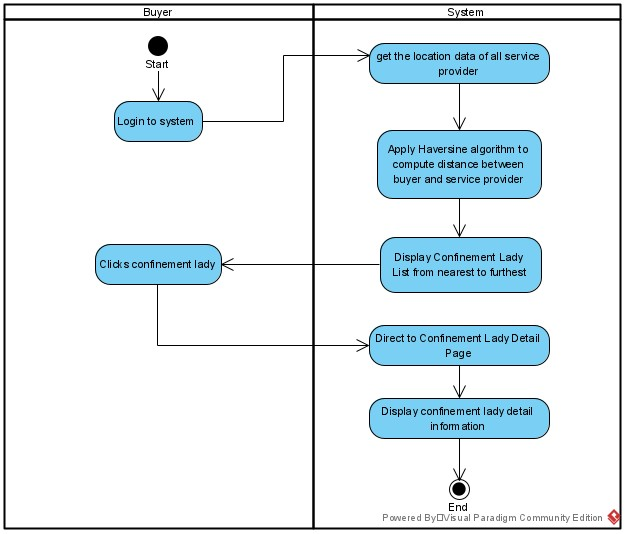 Buyer
System
Start
get the location data of all service
provider
Login to system
Apply Haversine algorithm to
compute distance between
buyer and service provider
Clicks confinement lady
Display Confinement Lady
List from nearest to furthest
Direct to Confinement Lady Detail
Page
Display confinement lady detail
information
End
Powered By□Visual Paradigm Community Edition